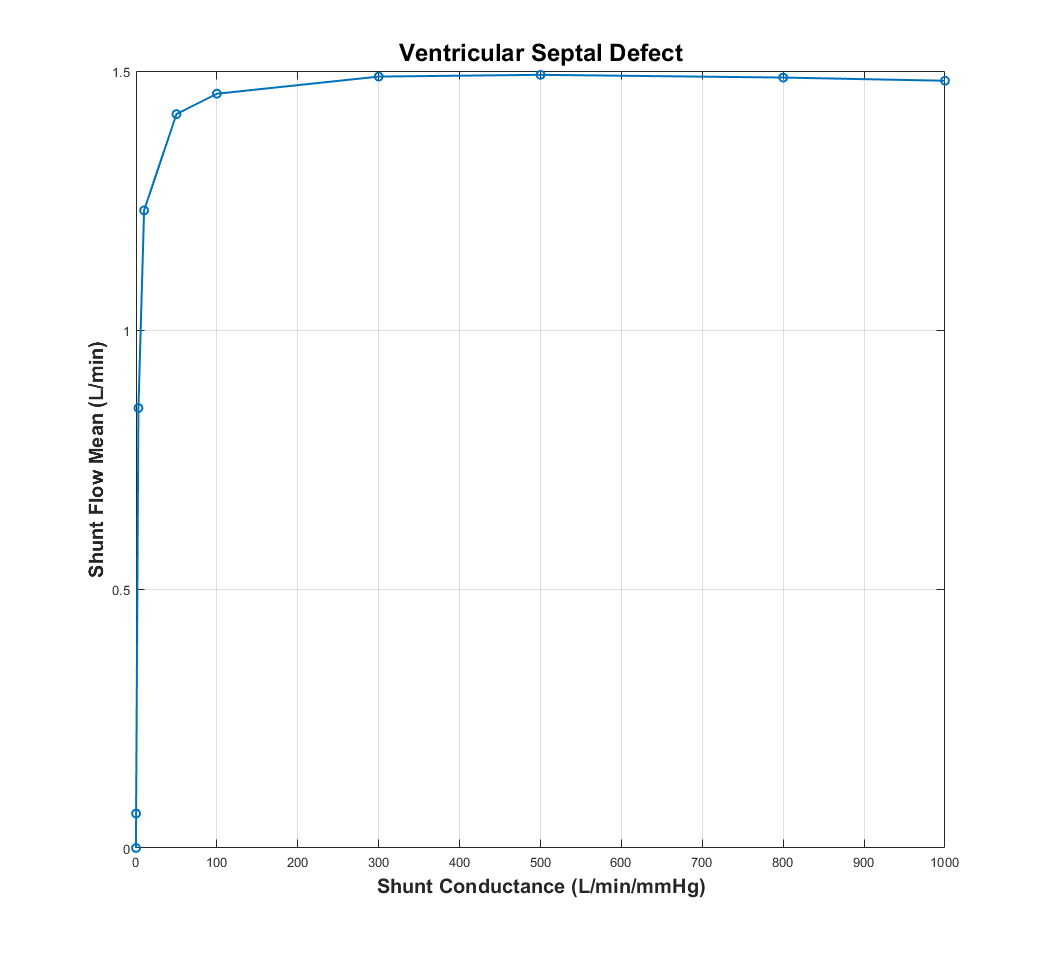 Ventricular Septal Defect
1.5
1
0.5
0
0 100 200 300 400 500 600 700 800 900 1000
Shunt Flow Mean (L/min)
Shunt Conductance (L/min/mmHg)